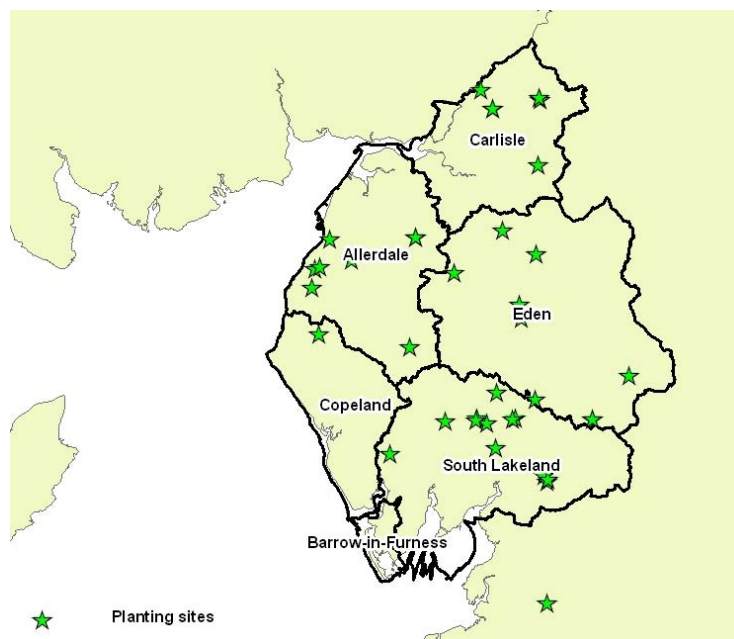 Carlisle
Allerdale
Eden
Copeland
South Lakeland
Barrow-in-Furness
Planting sites